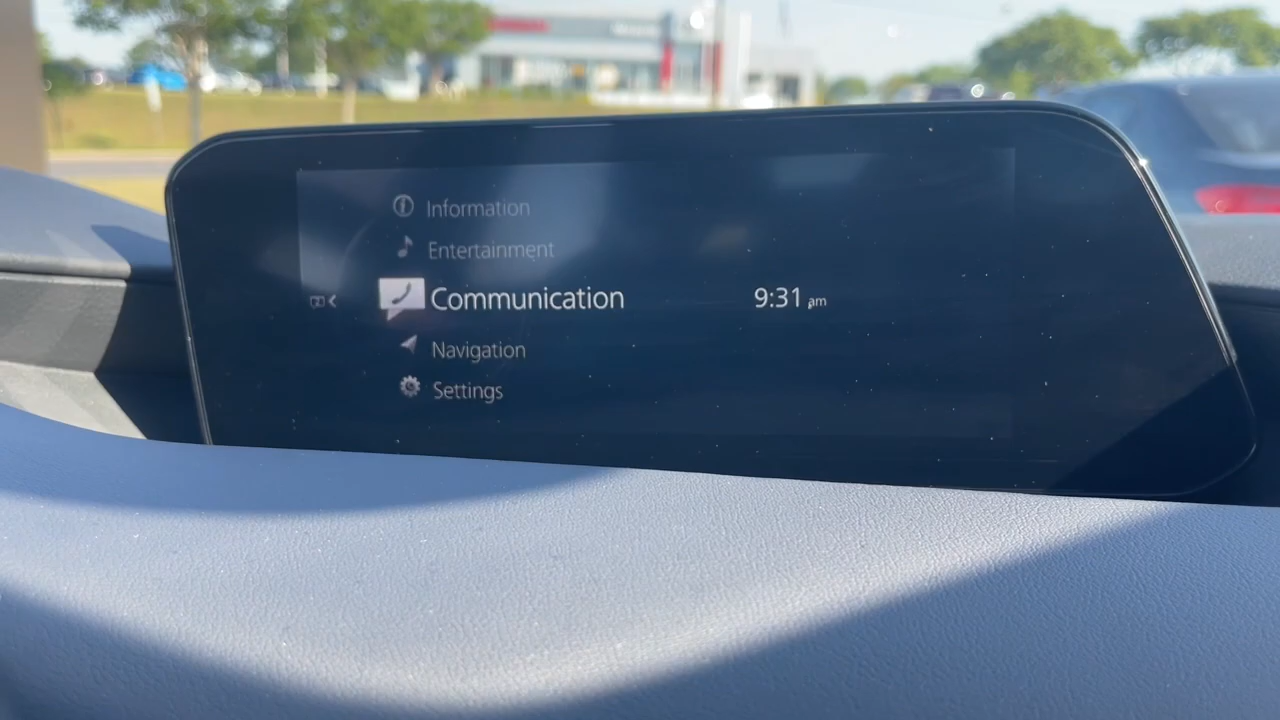 Information
Entertainment
Communication
9:31 am
Navigation
Settings